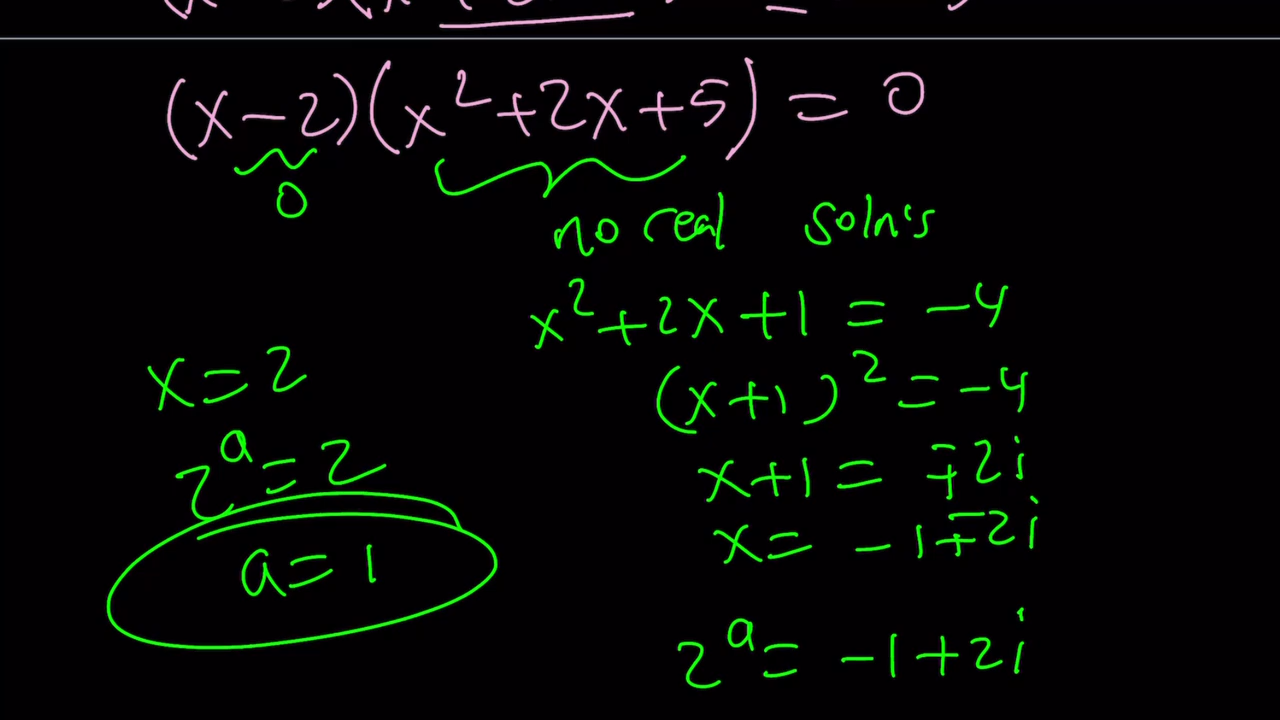 (x-2)(x²+2x+5) = 0
0
no real soln's
x²+2x+1 = -4
(x+1)² = -4
x=2
x+1 = ∓2i
2ᵃ=2
x= -1∓2i
a=1
2ᵃ= -1+2i